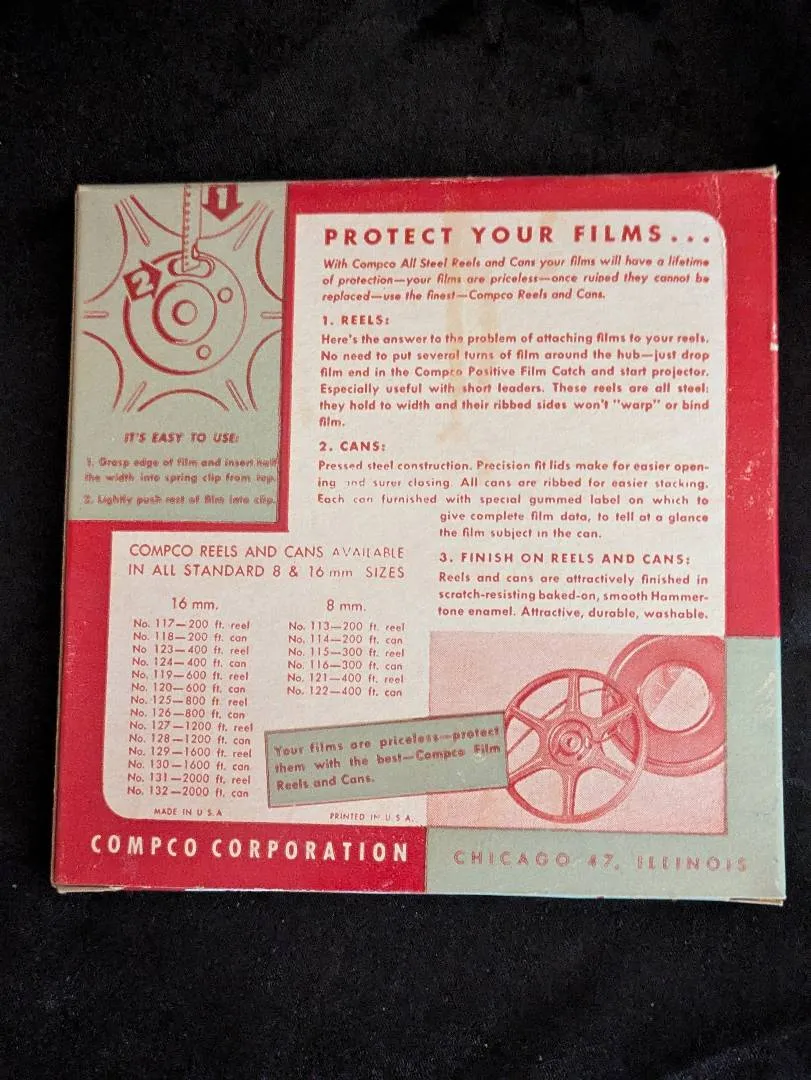 1
2
IT'S EASY TO USE:
1. Grasp edge of film and insert half
the width into spring clip from top.
2. Lightly push rest of film into clip.
PROTECT YOUR FILMS...
With Compco All Steel Reels and Cans your films will have a lifetime
of protection—your films are priceless—once ruined they cannot be
replaced—use the finest—Compco Reels and Cans.
1. REELS:
Here's the answer to the problem of attaching films to your reels.
No need to put several turns of film around the hub—just drop
film end in the Compco Positive Film Catch and start projector.
Especially useful with short leaders. These reels are all steel;
they hold to width and their ribbed sides won't "warp" or bind
film.
2. CANS:
Pressed steel construction. Precision fit lids make for easier open-
ing and surer closing. All cans are ribbed for easier stacking.
Each can furnished with special gummed label on which to
give complete film data, to tell at a glance
the film subject in the can.
3. FINISH ON REELS AND CANS:
Reels and cans are attractively finished in
scratch-resisting baked-on, smooth Hammer-
tone enamel. Attractive, durable, washable.
COMPCO REELS AND CANS AVAILABLE
IN ALL STANDARD 8 & 16 mm SIZES
16 mm.
No. 117—200 ft. reel
No. 118—200 ft. can
No 123—400 ft. reel
No. 124—400 ft. can
No. 119—600 ft. reel
No. 120—600 ft. can
No. 125—800 ft. reel
No. 126—800 ft. can
No. 127—1200 ft. reel
No. 128—1200 ft. can
No. 129—1600 ft. reel
No. 130—1600 ft. can
No. 131—2000 ft. reel
No. 132—2000 ft. can
8 mm.
No. 113—200 ft. reel
No. 114—200 ft. can
No. 115—300 ft. reel
No. 116—300 ft. can
No. 121—400 ft. reel
No. 122—400 ft. can
Your films are priceless—protect
them with the best—Compco Film
Reels and Cans.
MADE IN U S A
PRINTED IN U S A.
COMPCO CORPORATION
CHICAGO 47, ILLINOIS